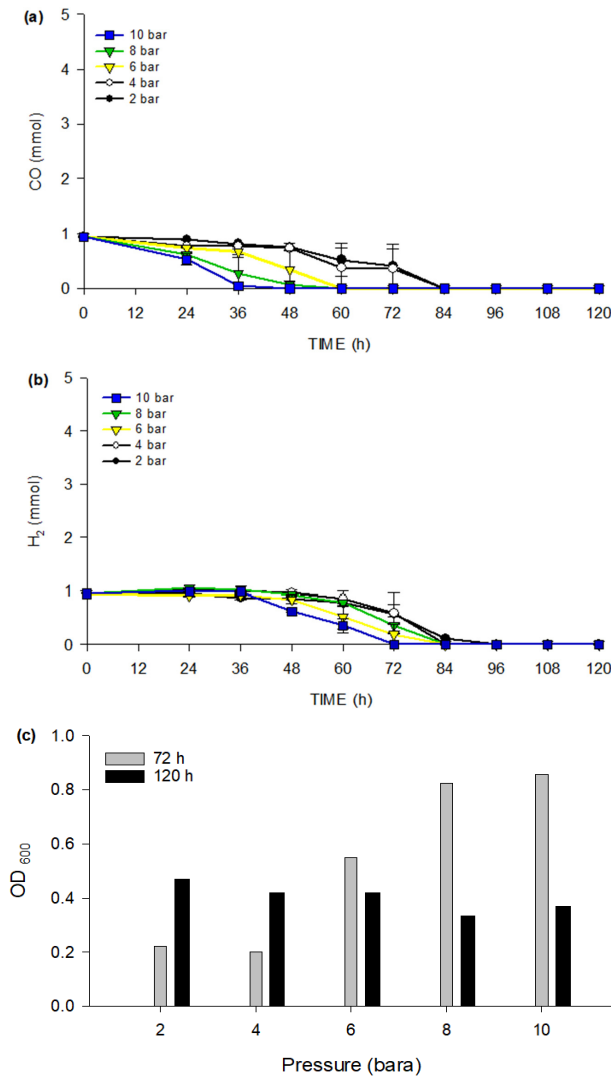 (a)
5
4
3
2
1
0
CO (mmol)
10 bar
8 bar
6 bar
4 bar
2 bar
0 12 24 36 48 60 72 84 96 108 120
TIME (h)
(b)
5
4
3
2
1
0
H2 (mmol)
10 bar
8 bar
6 bar
4 bar
2 bar
0 12 24 36 48 60 72 84 96 108 120
TIME (h)
(c)
1.0
0.8
0.6
0.4
0.2
0.0
OD 600
72 h
120 h
2 4 6 8 10
Pressure (bara)